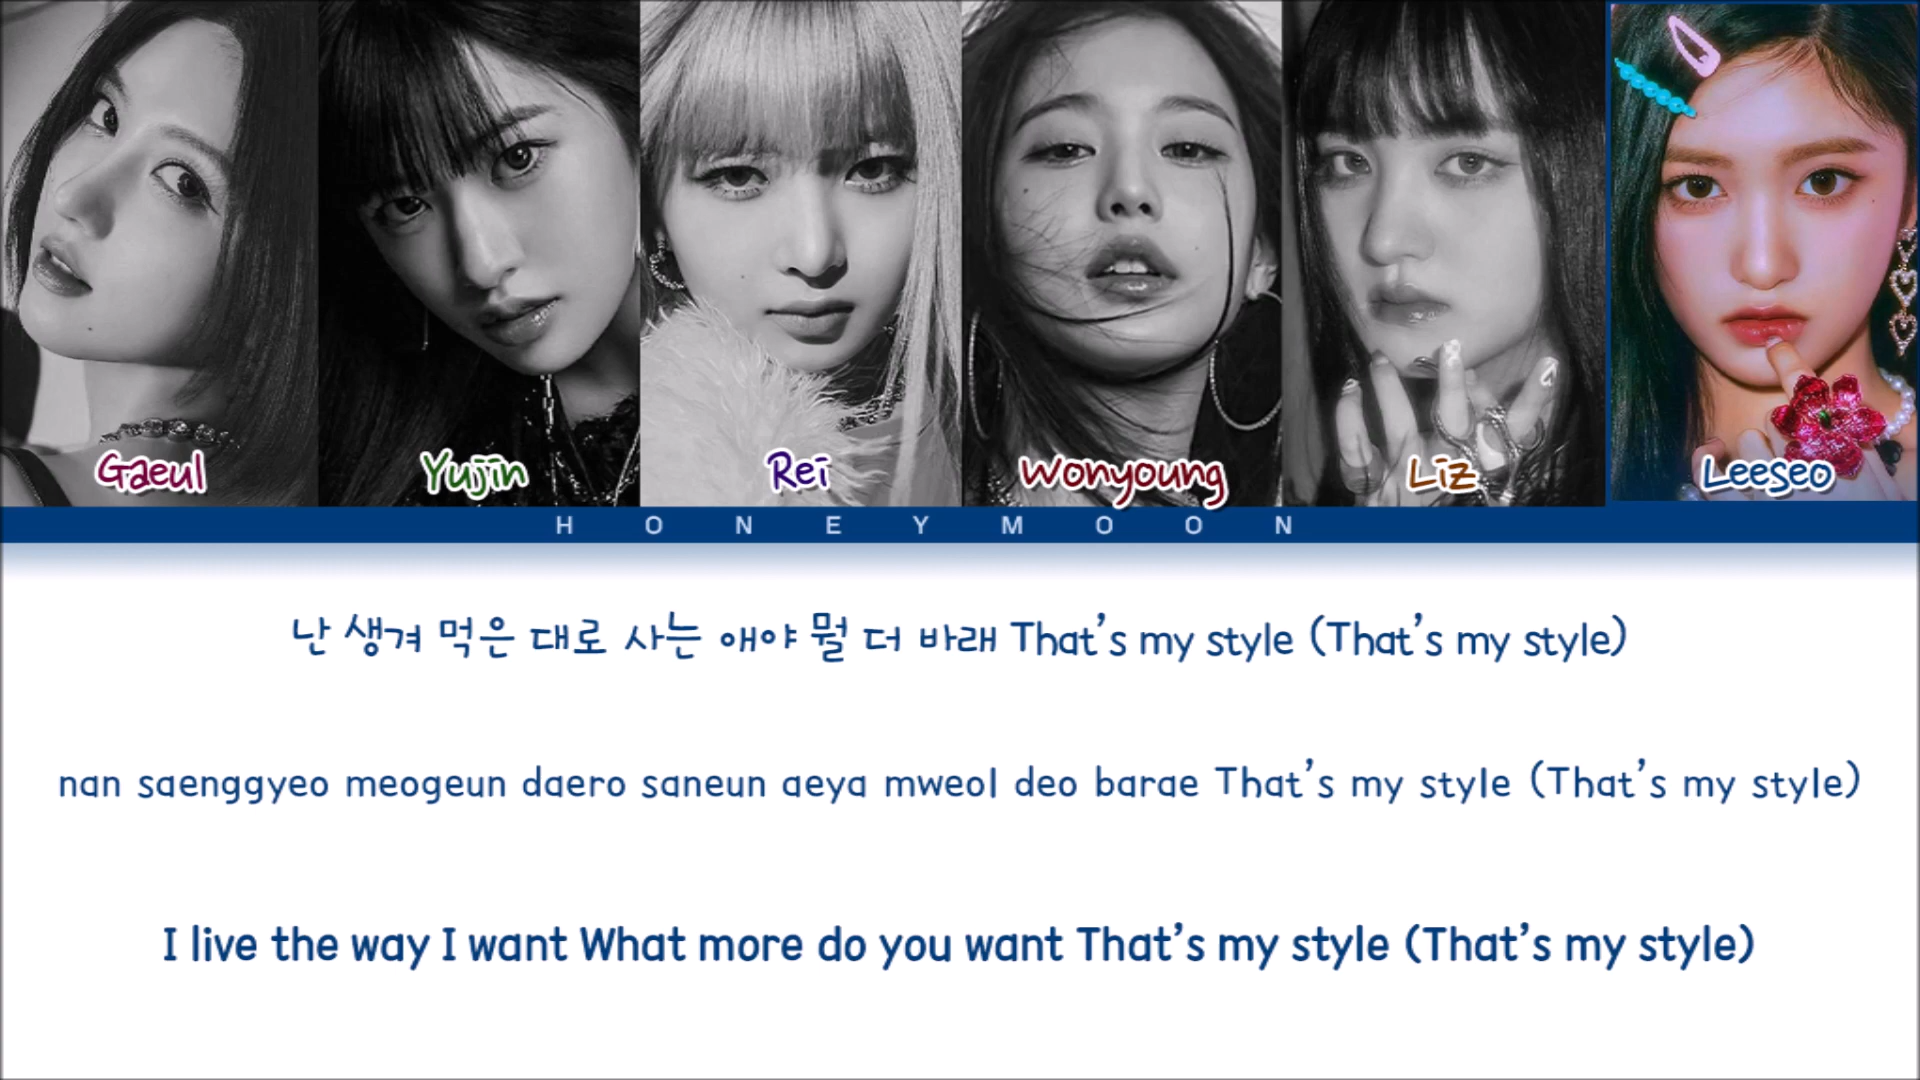 Gaeul Yujin Rei Wonyoung Liz Leeseo
HONEYMOON
난 생겨 먹은 대로 사는 애야 뭘 더 바래 That's my style (That's my style)
nan saenggyeo meogeun daero saneun aeya mweol deo barae That's my style (That's my style)
I live the way I want What more do you want That's my style (That's my style)